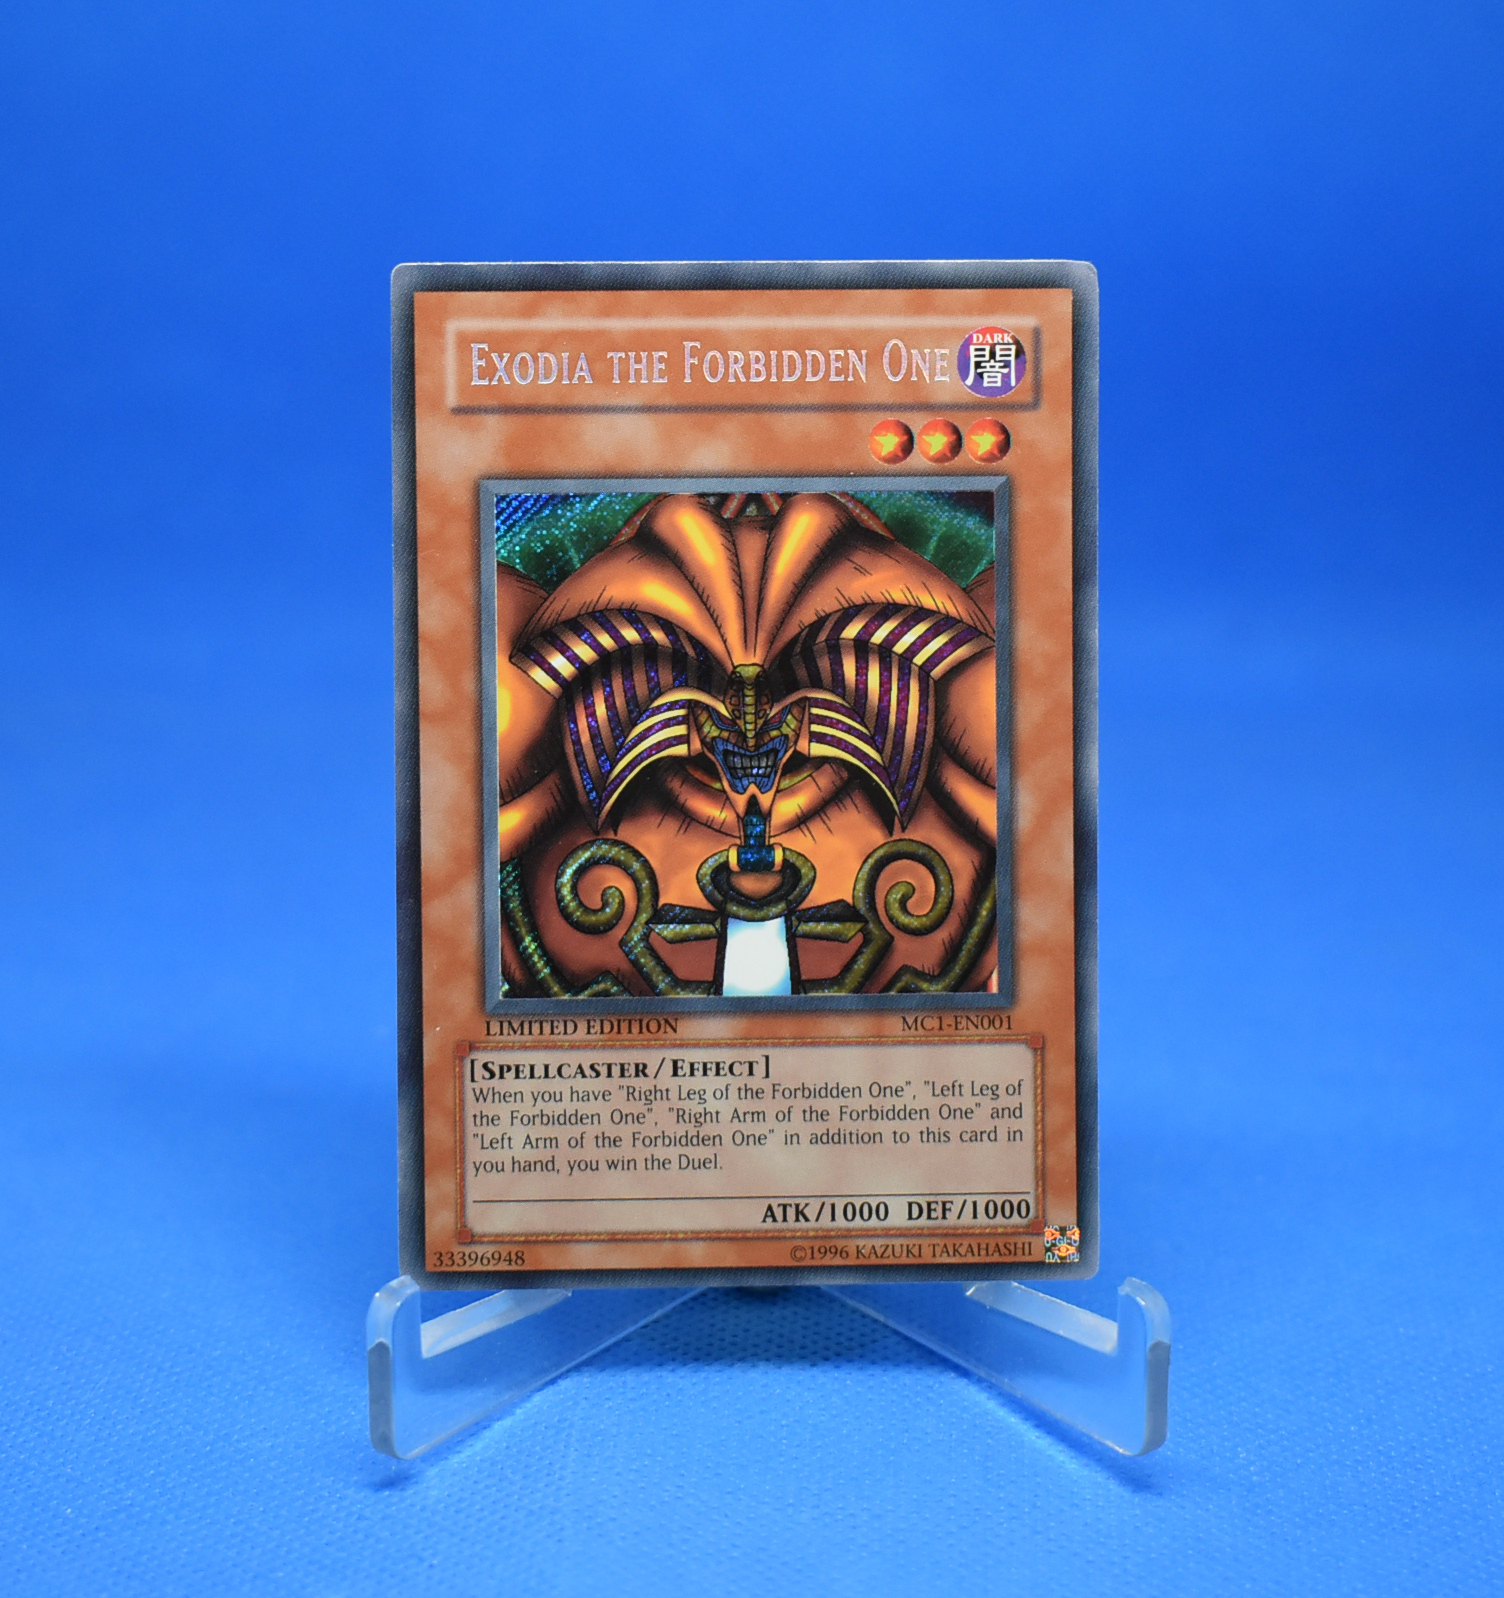 EXODIA THE FORBIDDEN ONE
DARK
闇
LIMITED EDITION MC1-EN001
[SPELLCASTER/EFFECT]
When you have "Right Leg of the Forbidden One", "Left Leg of
the Forbidden One", "Right Arm of the Forbidden One" and
"Left Arm of the Forbidden One" in addition to this card in
you hand, you win the Duel.
ATK/1000 DEF/1000
33396948 ©1996 KAZUKI TAKAHASHI